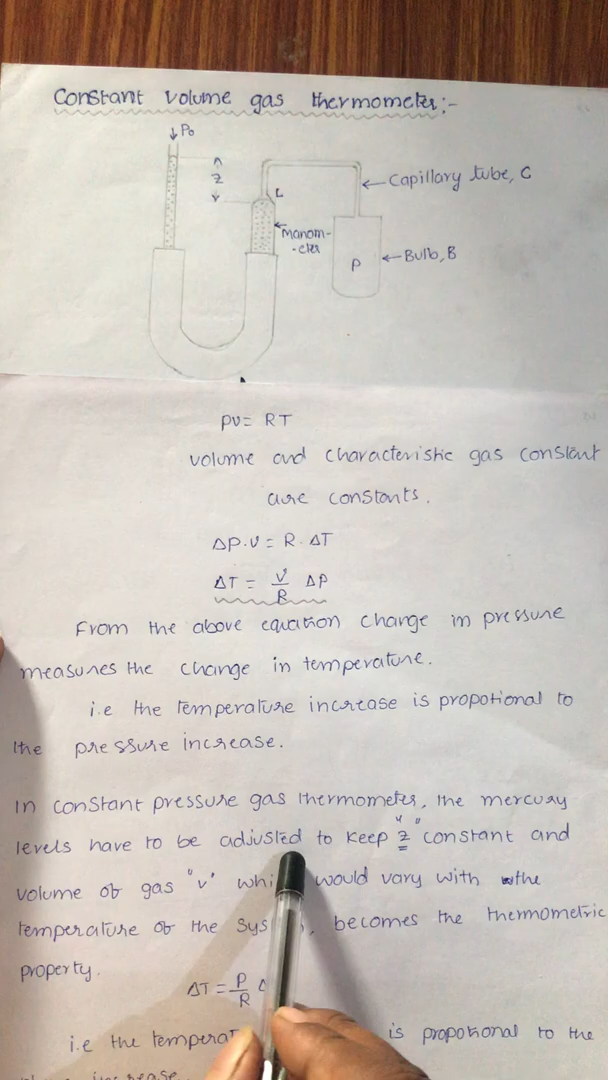 Constant volume gas thermometer:-
↓ Po
Z
L
Capillary tube, C
Manom-
-eter
P
Bulb, B
PV= RT
volume and characteristic gas constant
are constants.
ΔP.V = R. ΔT
ΔT = V/R ΔP
From the above equation change in pressure
measures the change in temperature.
i.e the temperature increase is propotional to
the pressure increase.
In constant pressure gas thermometer, the mercury
levels have to be adjusted to keep "z" constant and
volume of gas "v" would vary with the
temperature of the becomes the thermometric
property.
ΔT = P/R
i.e the is propotional to the